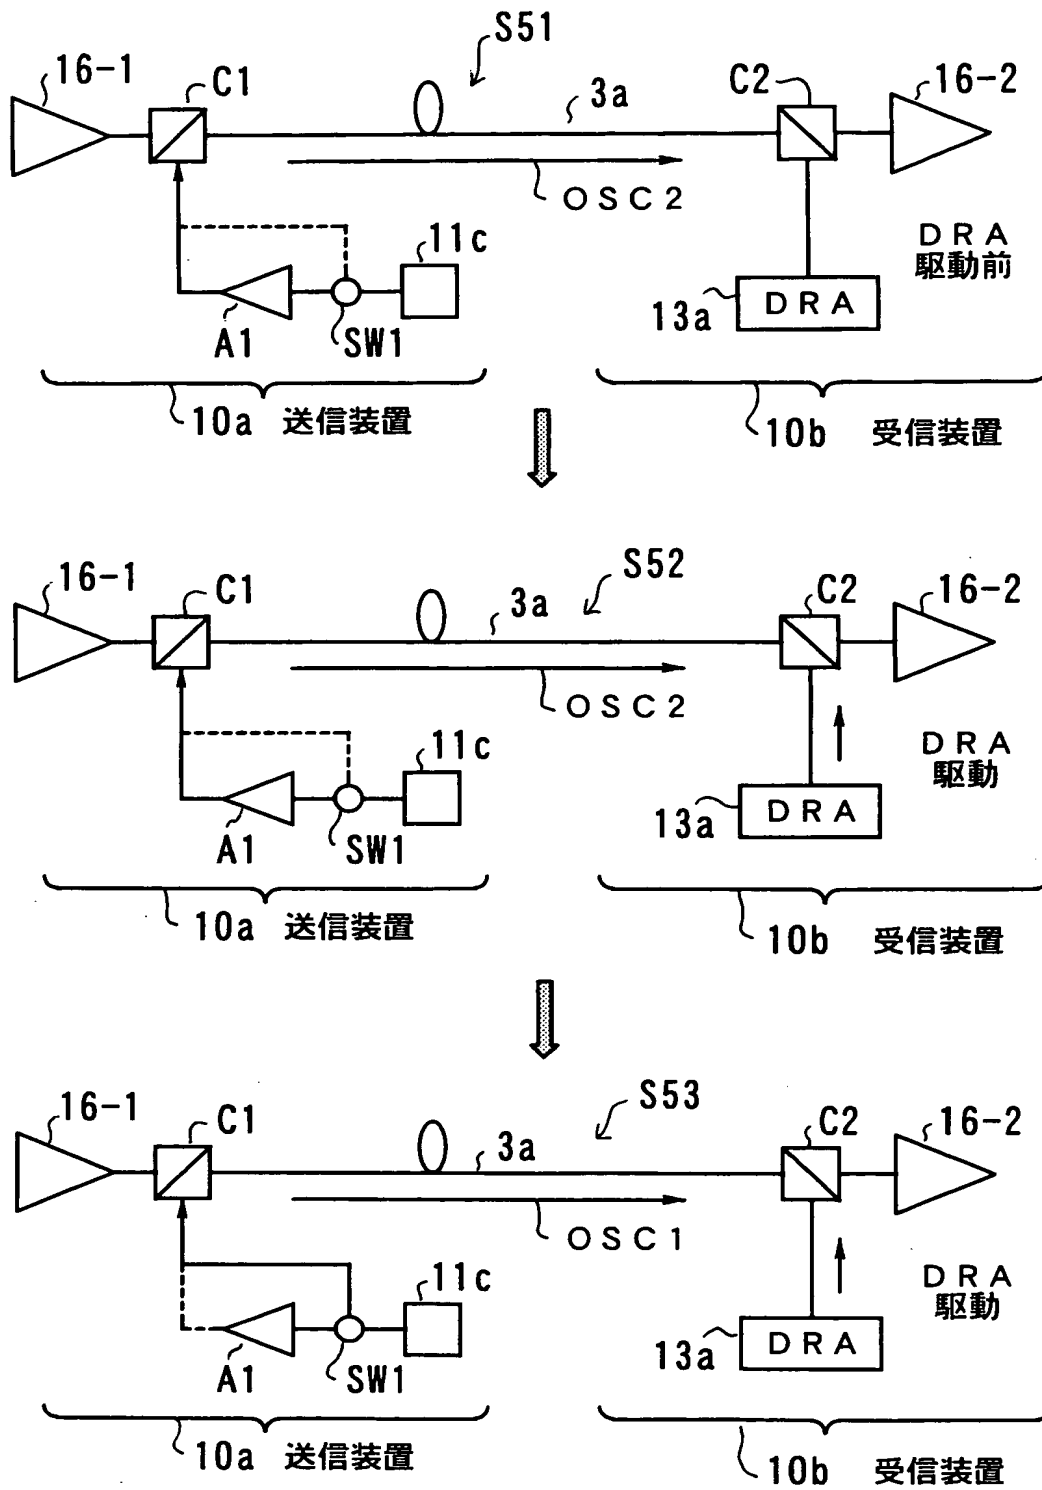 S51
16-1
C1
3a
C2
16-2
OSC2
11c
DRA
駆動前
A1
SW1
13a
DRA
10a 送信装置
10b 受信装置
S52
16-1
C1
3a
C2
16-2
OSC2
11c
DRA
駆動
A1
SW1
13a
DRA
10a 送信装置
10b 受信装置
S53
16-1
C1
3a
C2
16-2
OSC1
11c
DRA
駆動
A1
SW1
13a
DRA
10a 送信装置
10b 受信装置